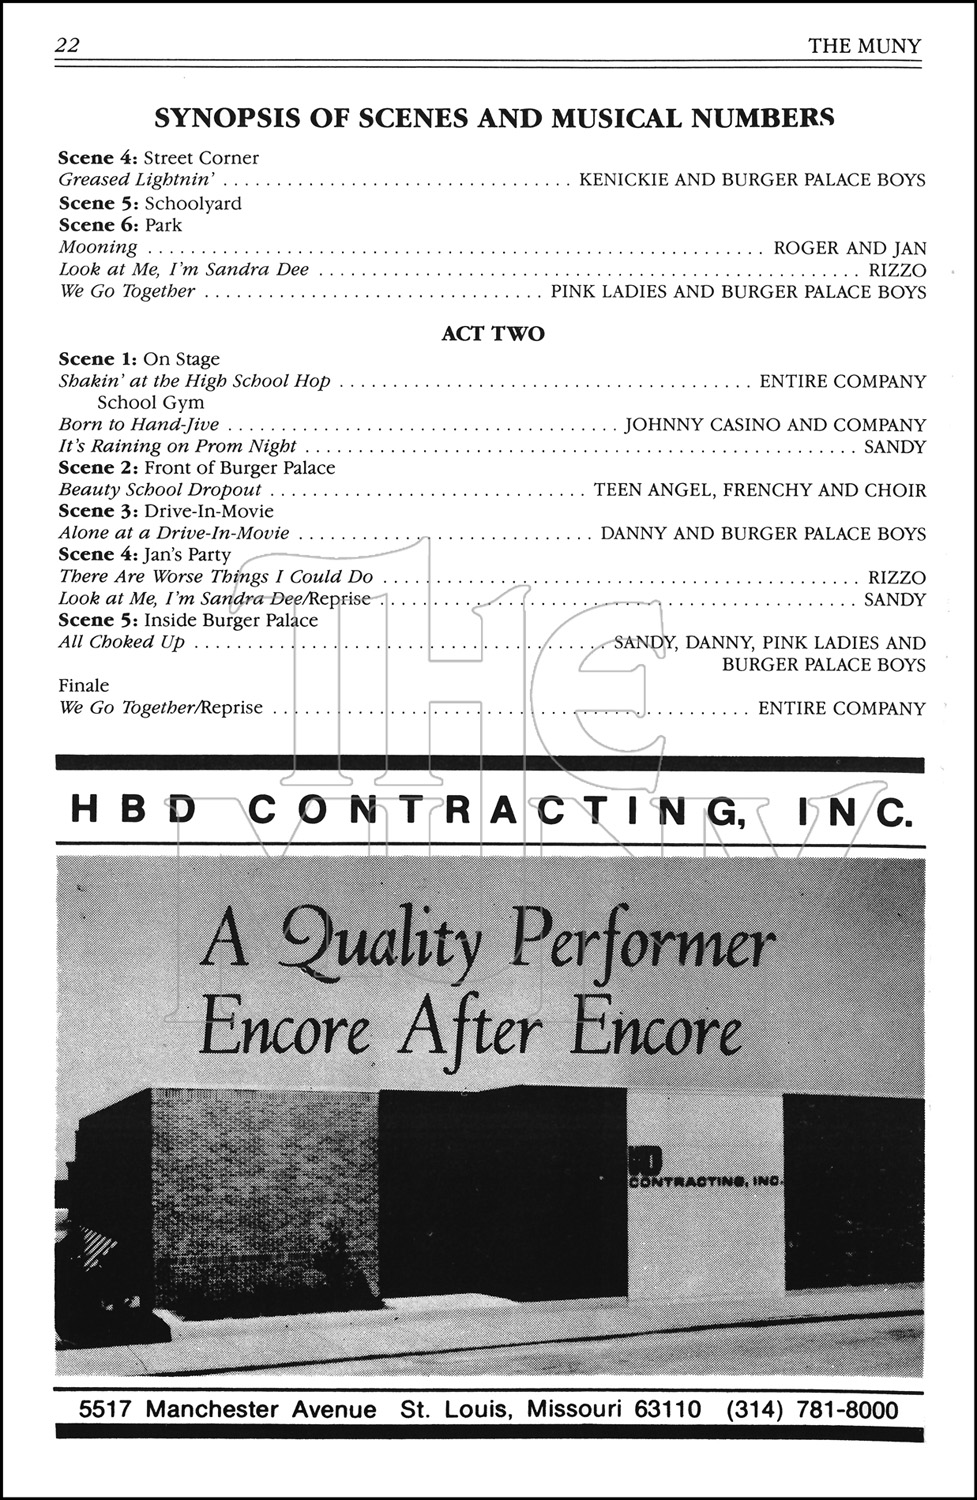 22 THE MUNY
SYNOPSIS OF SCENES AND MUSICAL NUMBERS
Scene 4: Street Corner
Greased Lightnin' . . . . . . . . . . . . . . . . . . . . . . . . . . . . . . . . . KENICKIE AND BURGER PALACE BOYS
Scene 5: Schoolyard
Scene 6: Park
Mooning . . . . . . . . . . . . . . . . . . . . . . . . . . . . . . . . . . . . . . . . . . . . . . . . . . . . . . . . . . ROGER AND JAN
Look at Me, I'm Sandra Dee . . . . . . . . . . . . . . . . . . . . . . . . . . . . . . . . . . . . . . . . . . . . . . . . . . . RIZZO
We Go Together . . . . . . . . . . . . . . . . . . . . . . . . . . . . . . . . PINK LADIES AND BURGER PALACE BOYS
ACT TWO
Scene 1: On Stage
Shakin' at the High School Hop . . . . . . . . . . . . . . . . . . . . . . . . . . . . . . . . . . . . . . . ENTIRE COMPANY
School Gym
Born to Hand-Jive . . . . . . . . . . . . . . . . . . . . . . . . . . . . . . . . . . . . . JOHNNY CASINO AND COMPANY
It's Raining on Prom Night . . . . . . . . . . . . . . . . . . . . . . . . . . . . . . . . . . . . . . . . . . . . . . . . . . . . SANDY
Scene 2: Front of Burger Palace
Beauty School Dropout . . . . . . . . . . . . . . . . . . . . . . . . . . . . . . TEEN ANGEL, FRENCHY AND CHOIR
Scene 3: Drive-In-Movie
Alone at a Drive-In-Movie . . . . . . . . . . . . . . . . . . . . . . . . . . . . DANNY AND BURGER PALACE BOYS
Scene 4: Jan's Party
There Are Worse Things I Could Do . . . . . . . . . . . . . . . . . . . . . . . . . . . . . . . . . . . . . . . . . . . . . RIZZO
Look at Me, I'm Sandra Dee/Reprise . . . . . . . . . . . . . . . . . . . . . . . . . . . . . . . . . . . . . . . . . . . . . SANDY
Scene 5: Inside Burger Palace
All Choked Up . . . . . . . . . . . . . . . . . . . . . . . . . . . . . . . . . . . . . . . SANDY, DANNY, PINK LADIES AND
BURGER PALACE BOYS
Finale
We Go Together/Reprise . . . . . . . . . . . . . . . . . . . . . . . . . . . . . . . . . . . . . . . . . . . . . ENTIRE COMPANY
THE
MUNY
HBD CONTRACTING, INC.
A Quality Performer
Encore After Encore
CONTRACTING, INC.
5517 Manchester Avenue St. Louis, Missouri 63110 (314) 781-8000